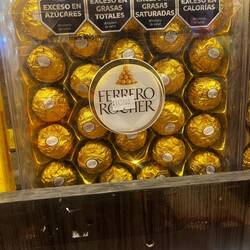 EXCESO EN
AZÚCARES
EXCESO EN
GRASAS
TOTALES
EXCESO EN
GRASAS
SATURADAS
EXCESO EN
CALORÍAS
FERRERO
ROCHER